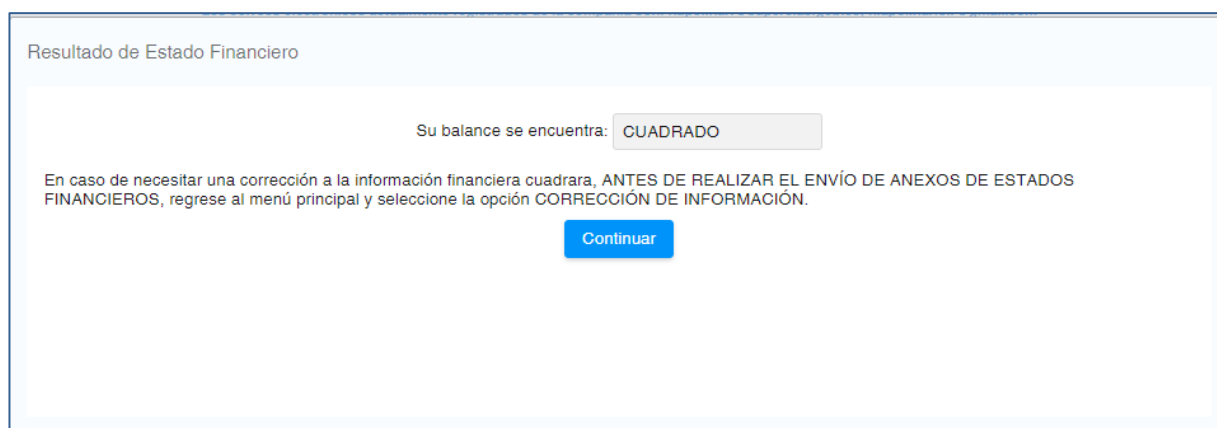 Resultado de Estado Financiero
Su balance se encuentra: CUADRADO
En caso de necesitar una corrección a la información financiera cuadrara, ANTES DE REALIZAR EL ENVÍO DE ANEXOS DE ESTADOS
FINANCIEROS, regrese al menú principal y seleccione la opción CORRECCIÓN DE INFORMACIÓN.
Continuar